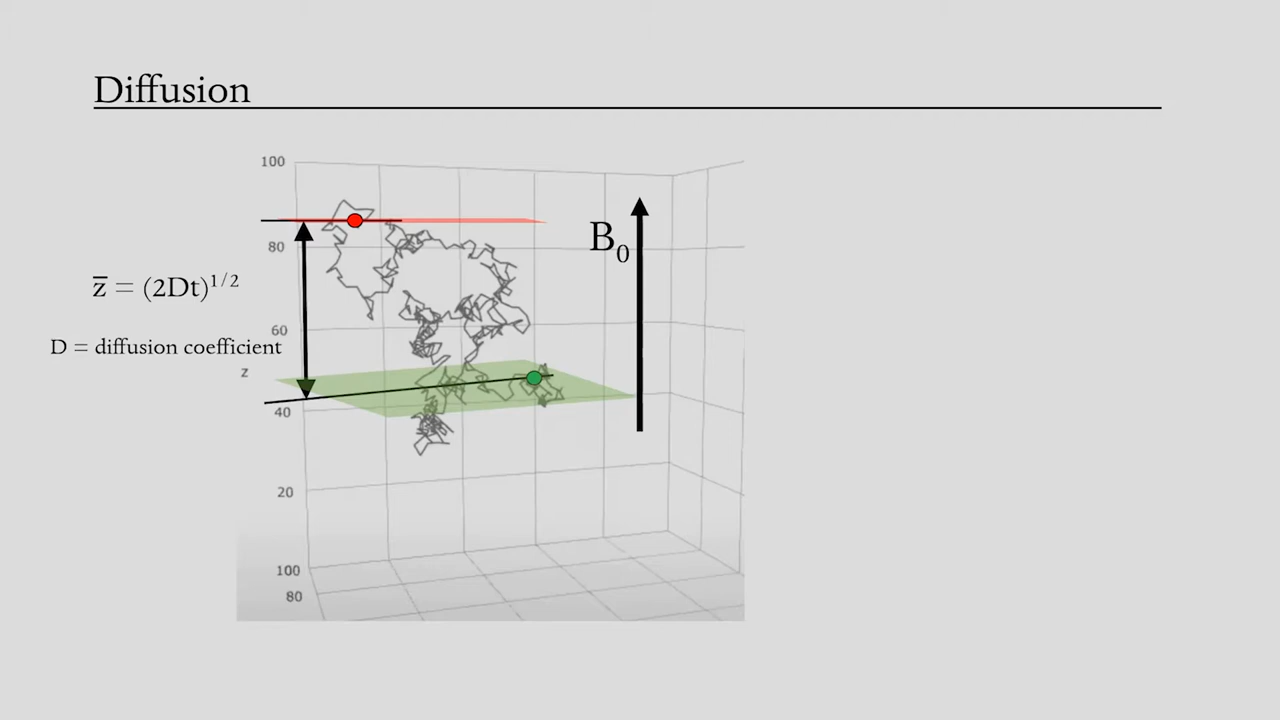 Diffusion
100
B₀
80
z̅ = (2Dt)^1/2
60
D = diffusion coefficient
z
40
20
100
80